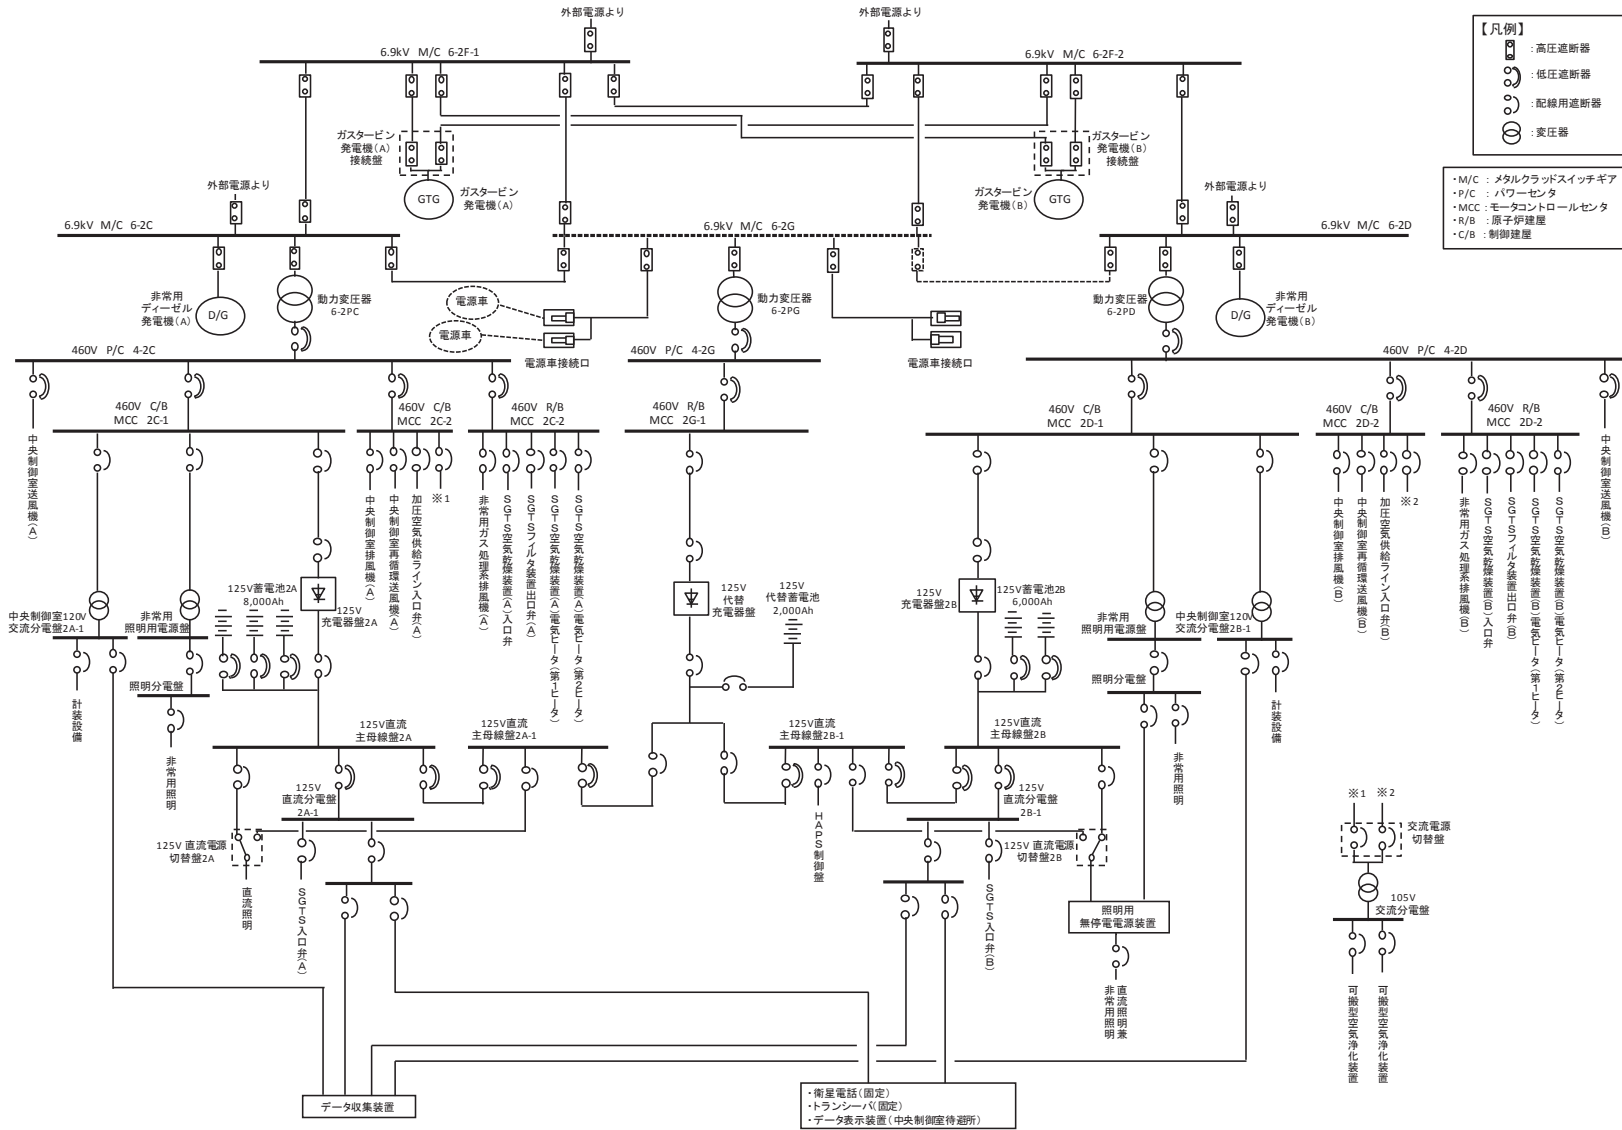 外部電源より
外部電源より
6.9kV M/C 6-2F-1
6.9kV M/C 6-2F-2
【凡例】
：高圧遮断器
：低圧遮断器
：配線用遮断器
：変圧器
・M/C ：メタルクラッドスイッチギア
・P/C ：パワーセンタ
・MCC：モータコントロールセンタ
・R/B ：原子炉建屋
・C/B ：制御建屋
ガスタービン
発電機(A)
接続盤
ガスタービン
発電機(B)
接続盤
GTG
ガスタービン
発電機(A)
ガスタービン
発電機(B)
GTG
外部電源より
外部電源より
6.9kV M/C 6-2C
6.9kV M/C 6-2G
6.9kV M/C 6-2D
非常用
ディーゼル
発電機(A)
D/G
動力変圧器
6-2PC
電源車
電源車
電源車接続口
動力変圧器
6-2PG
電源車接続口
動力変圧器
6-2PD
D/G
非常用
ディーゼル
発電機(B)
460V P/C 4-2C
460V P/C 4-2G
460V P/C 4-2D
460V C/B
MCC 2C-1
460V C/B
MCC 2C-2
460V R/B
MCC 2C-2
460V R/B
MCC 2G-1
460V C/B
MCC 2D-1
460V C/B
MCC 2D-2
460V R/B
MCC 2D-2
中央制御室送風機(A)
中央制御室排風機(A)
中央制御室再循環送風機(A)
加圧空気供給ライン入口弁(A)
※1
非常用ガス処理系排風機(A)
SGTS空気乾燥装置(A)入口弁
SGTSフィルタ装置出口弁(A)
SGTS空気乾燥装置(A)電気ヒータ(第1ヒータ)
SGTS空気乾燥装置(A)電気ヒータ(第2ヒータ)
中央制御室排風機(B)
中央制御室再循環送風機(B)
加圧空気供給ライン入口弁(B)
※2
非常用ガス処理系排風機(B)
SGTS空気乾燥装置(B)入口弁
SGTSフィルタ装置出口弁(B)
SGTS空気乾燥装置(B)電気ヒータ(第1ヒータ)
SGTS空気乾燥装置(B)電気ヒータ(第2ヒータ)
中央制御室送風機(B)
中央制御室120V
交流分電盤2A-1
非常用
照明用電源盤
125V蓄電池2A
8,000Ah
125V
充電器盤2A
125V
代替
充電器盤
125V
代替蓄電池
2,000Ah
125V
充電器盤2B
125V蓄電池2B
6,000Ah
非常用
照明用電源盤
中央制御室120V
交流分電盤2B-1
計装設備
照明分電盤
非常用照明
照明分電盤
非常用照明
計装設備
125V直流
主母線盤2A
125V直流
主母線盤2A-1
125V直流
主母線盤2B-1
125V直流
主母線盤2B
125V
直流分電盤
2A-1
125V
直流分電盤
2B-1
125V 直流電源
切替盤2A
125V 直流電源
切替盤2B
直流照明
SGTS入口弁(A)
HAPS制御盤
SGTS入口弁(B)
照明用
無停電電源装置
直流照明兼
非常用照明
※1
※2
交流電源
切替盤
105V
交流分電盤
可搬型空気浄化装置
可搬型空気浄化装置
データ収集装置
・衛星電話(固定)
・トランシーバ(固定)
・データ表示装置(中央制御室待避所)